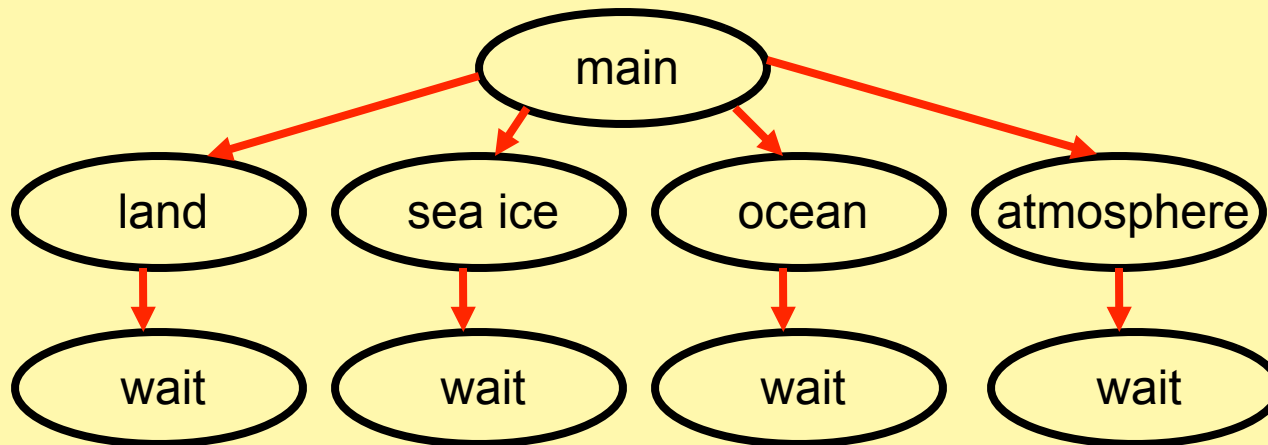 main
land
sea ice
ocean
atmosphere
wait
wait
wait
wait